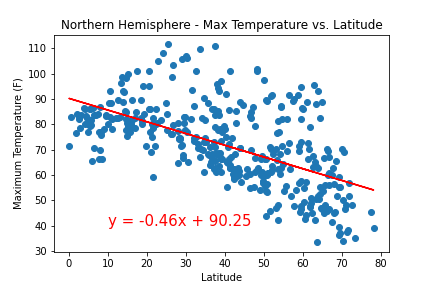 Northern Hemisphere - Max Temperature vs. Latitude
Maximum Temperature (F)
110
100
90
80
70
60
50
40
30
y = -0.46x + 90.25
0 10 20 30 40 50 60 70 80
Latitude